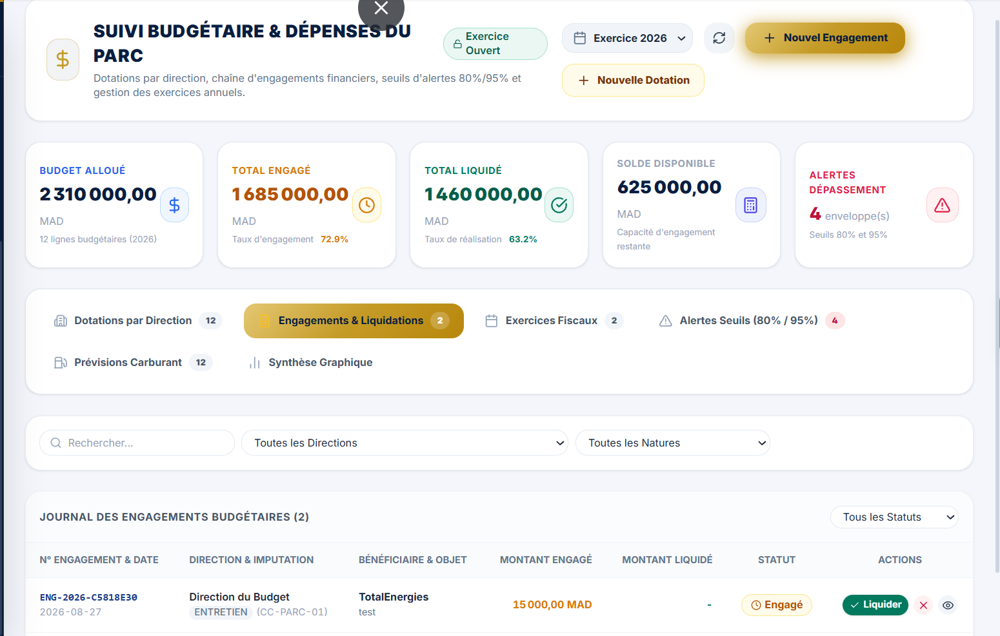 SUIVI BUDGÉTAIRE & DÉPENSES DU
PARC
Dotations par direction, chaîne d'engagements financiers, seuils d'alertes 80%/95% et
gestion des exercices annuels.
Exercice
Ouvert
Exercice 2026
Nouvel Engagement
Nouvelle Dotation
BUDGET ALLOUÉ
2 310 000,00
MAD
12 lignes budgétaires (2026)
TOTAL ENGAGÉ
1 685 000,00
MAD
Taux d'engagement 72.9%
TOTAL LIQUIDÉ
1 460 000,00
MAD
Taux de réalisation 63.2%
SOLDE DISPONIBLE
625 000,00
MAD
Capacité d'engagement
restante
ALERTES
DÉPASSEMENT
4 enveloppe(s)
Seuils 80% et 95%
Dotations par Direction 12
Engagements & Liquidations 2
Exercices Fiscaux 2
Alertes Seuils (80% / 95%) 4
Prévisions Carburant 12
Synthèse Graphique
Rechercher...
Toutes les Directions
Toutes les Natures
JOURNAL DES ENGAGEMENTS BUDGÉTAIRES (2)
Tous les Statuts
N° ENGAGEMENT & DATE DIRECTION & IMPUTATION BÉNÉFICIAIRE & OBJET MONTANT ENGAGÉ MONTANT LIQUIDÉ STATUT ACTIONS
ENG-2026-C5818E30
2026-08-27
Direction du Budget
ENTRETIEN (CC-PARC-01)
TotalEnergies
test
15 000,00 MAD
-
Engagé
Liquider